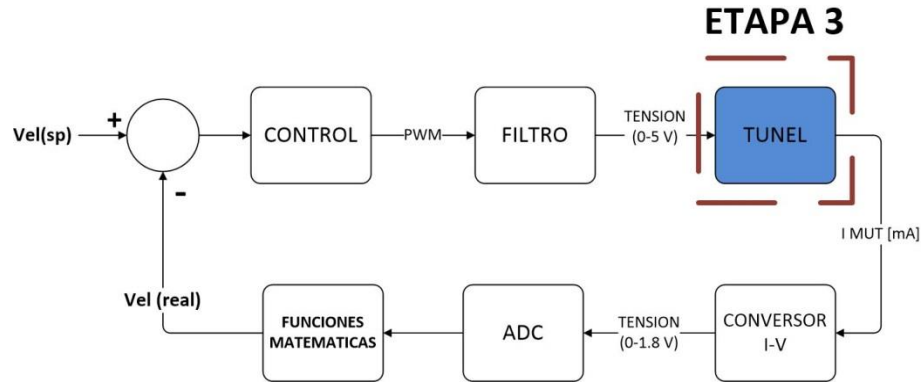 ETAPA 3
Vel(sp)
+
-
CONTROL
PWM
FILTRO
TENSION
(0-5 V)
TUNEL
I MUT [mA]
Vel (real)
FUNCIONES
MATEMATICAS
ADC
TENSION
(0-1.8 V)
CONVERSOR
I-V